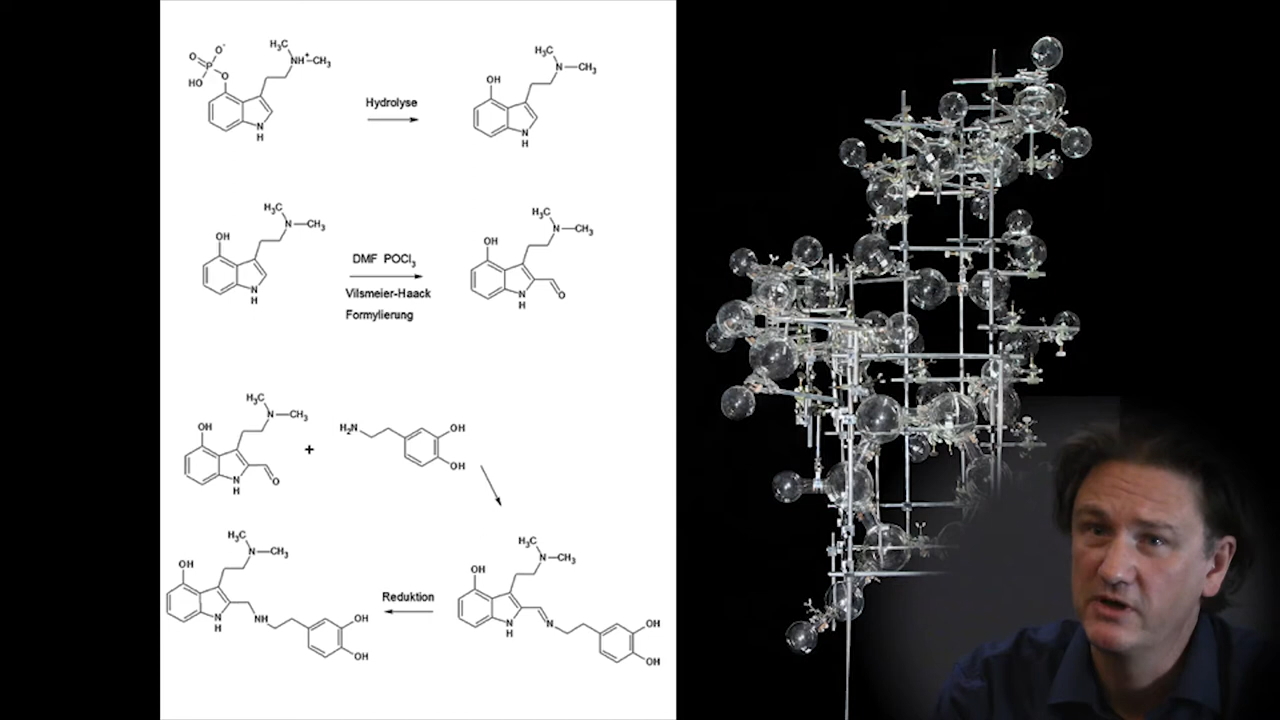 O⁻
O
P
HO
O
H₃C
NH⁺
CH₃
N
H
Hydrolyse
H₃C
N
CH₃
OH
N
H
H₃C
N
CH₃
OH
N
H
DMF POCl₃
Vilsmeier-Haack
Formylierung
H₃C
N
CH₃
OH
N
H
O
H₃C
N
CH₃
OH
N
H
O
+
H₂N
OH
OH
H₃C
N
CH₃
OH
N
H
NH
OH
OH
Reduktion
H₃C
N
CH₃
OH
N
H
N
OH
OH